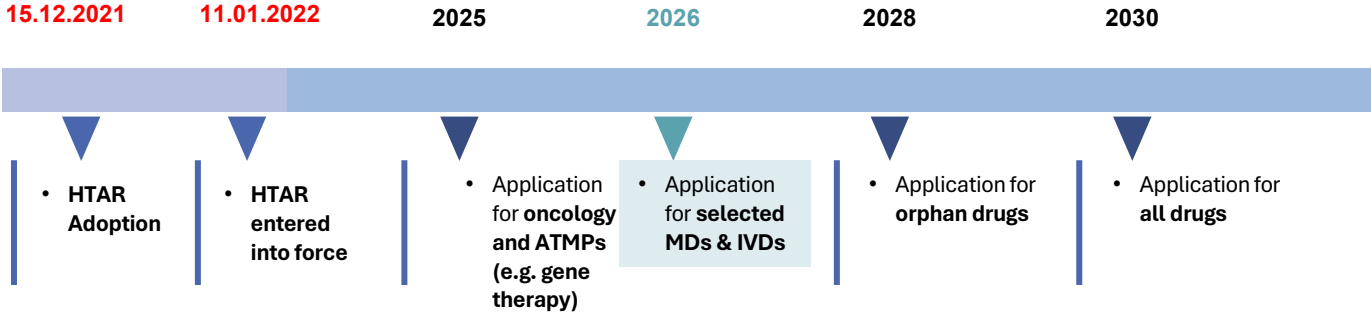 15.12.2021
11.01.2022
2025
2026
2028
2030
• HTAR
Adoption
• HTAR
entered
into force
• Application
for oncology
and ATMPs
(e.g. gene
therapy)
• Application
for selected
MDs & IVDs
• Application for
orphan drugs
• Application for
all drugs